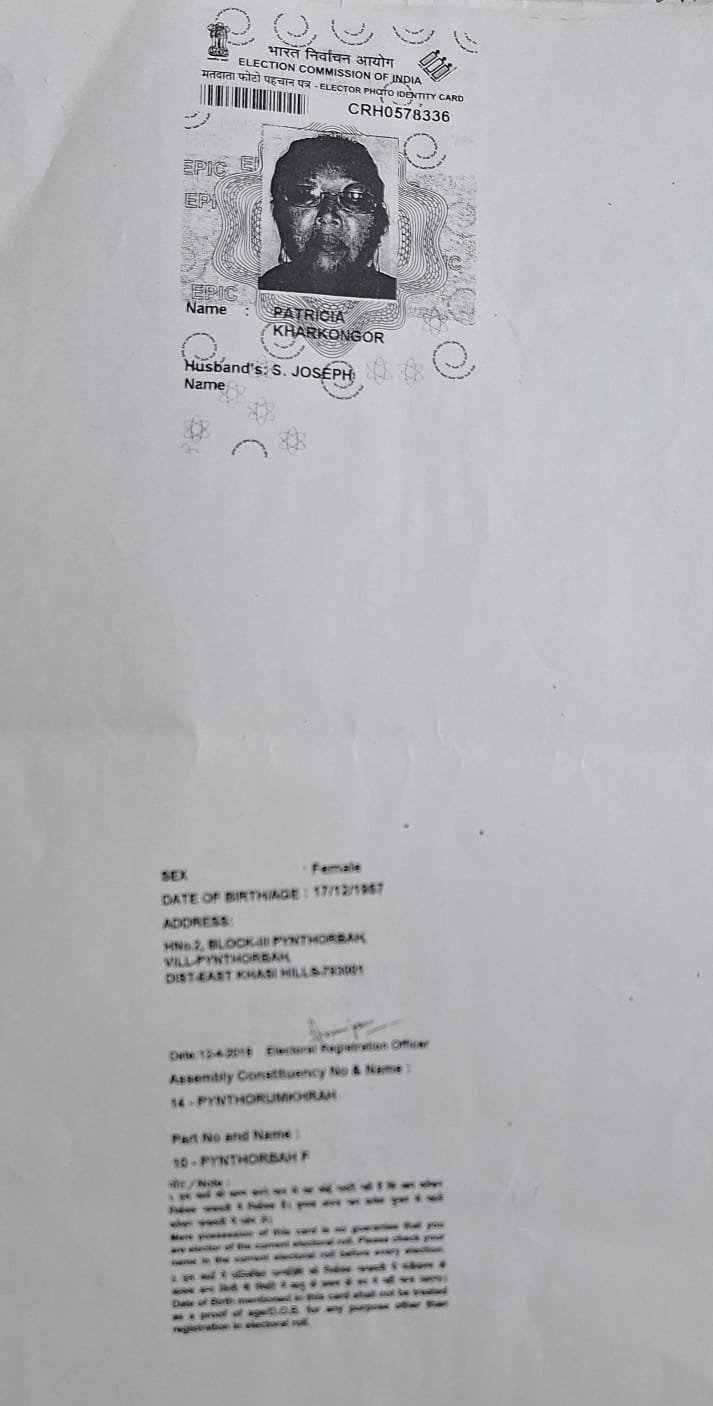 भारत निर्वाचन आयोग
ELECTION COMMISSION OF INDIA
मतदाता फोटो पहचान पत्र - ELECTOR PHOTO IDENTITY CARD
CRH0578336
EPIC
EPIC
Name : PATRICIA
KHARKONGOR
Husband's: S. JOSEPH
Name
SEX : Female
DATE OF BIRTH/AGE : 17/12/1957
ADDRESS:
HNo.2, BLOCK-III PYNTHORBAH,
VILL-PYNTHORBAH,
DIST-EAST KHASI HILLS-793001
Date Electoral Registration Officer
Assembly Constituency No & Name :
14 - PYNTHORUMKHRAH
Part No and Name :
10 - PYNTHORBAH F
नोट / Note :
Mere possession of this card is no guarantee that you
are elector of the current electoral roll. Please check your
name in the current electoral roll before every election.
Date of Birth mentioned in this card shall not be treated
as a proof of age/D.O.B. for any purpose other than
registration in electoral roll.